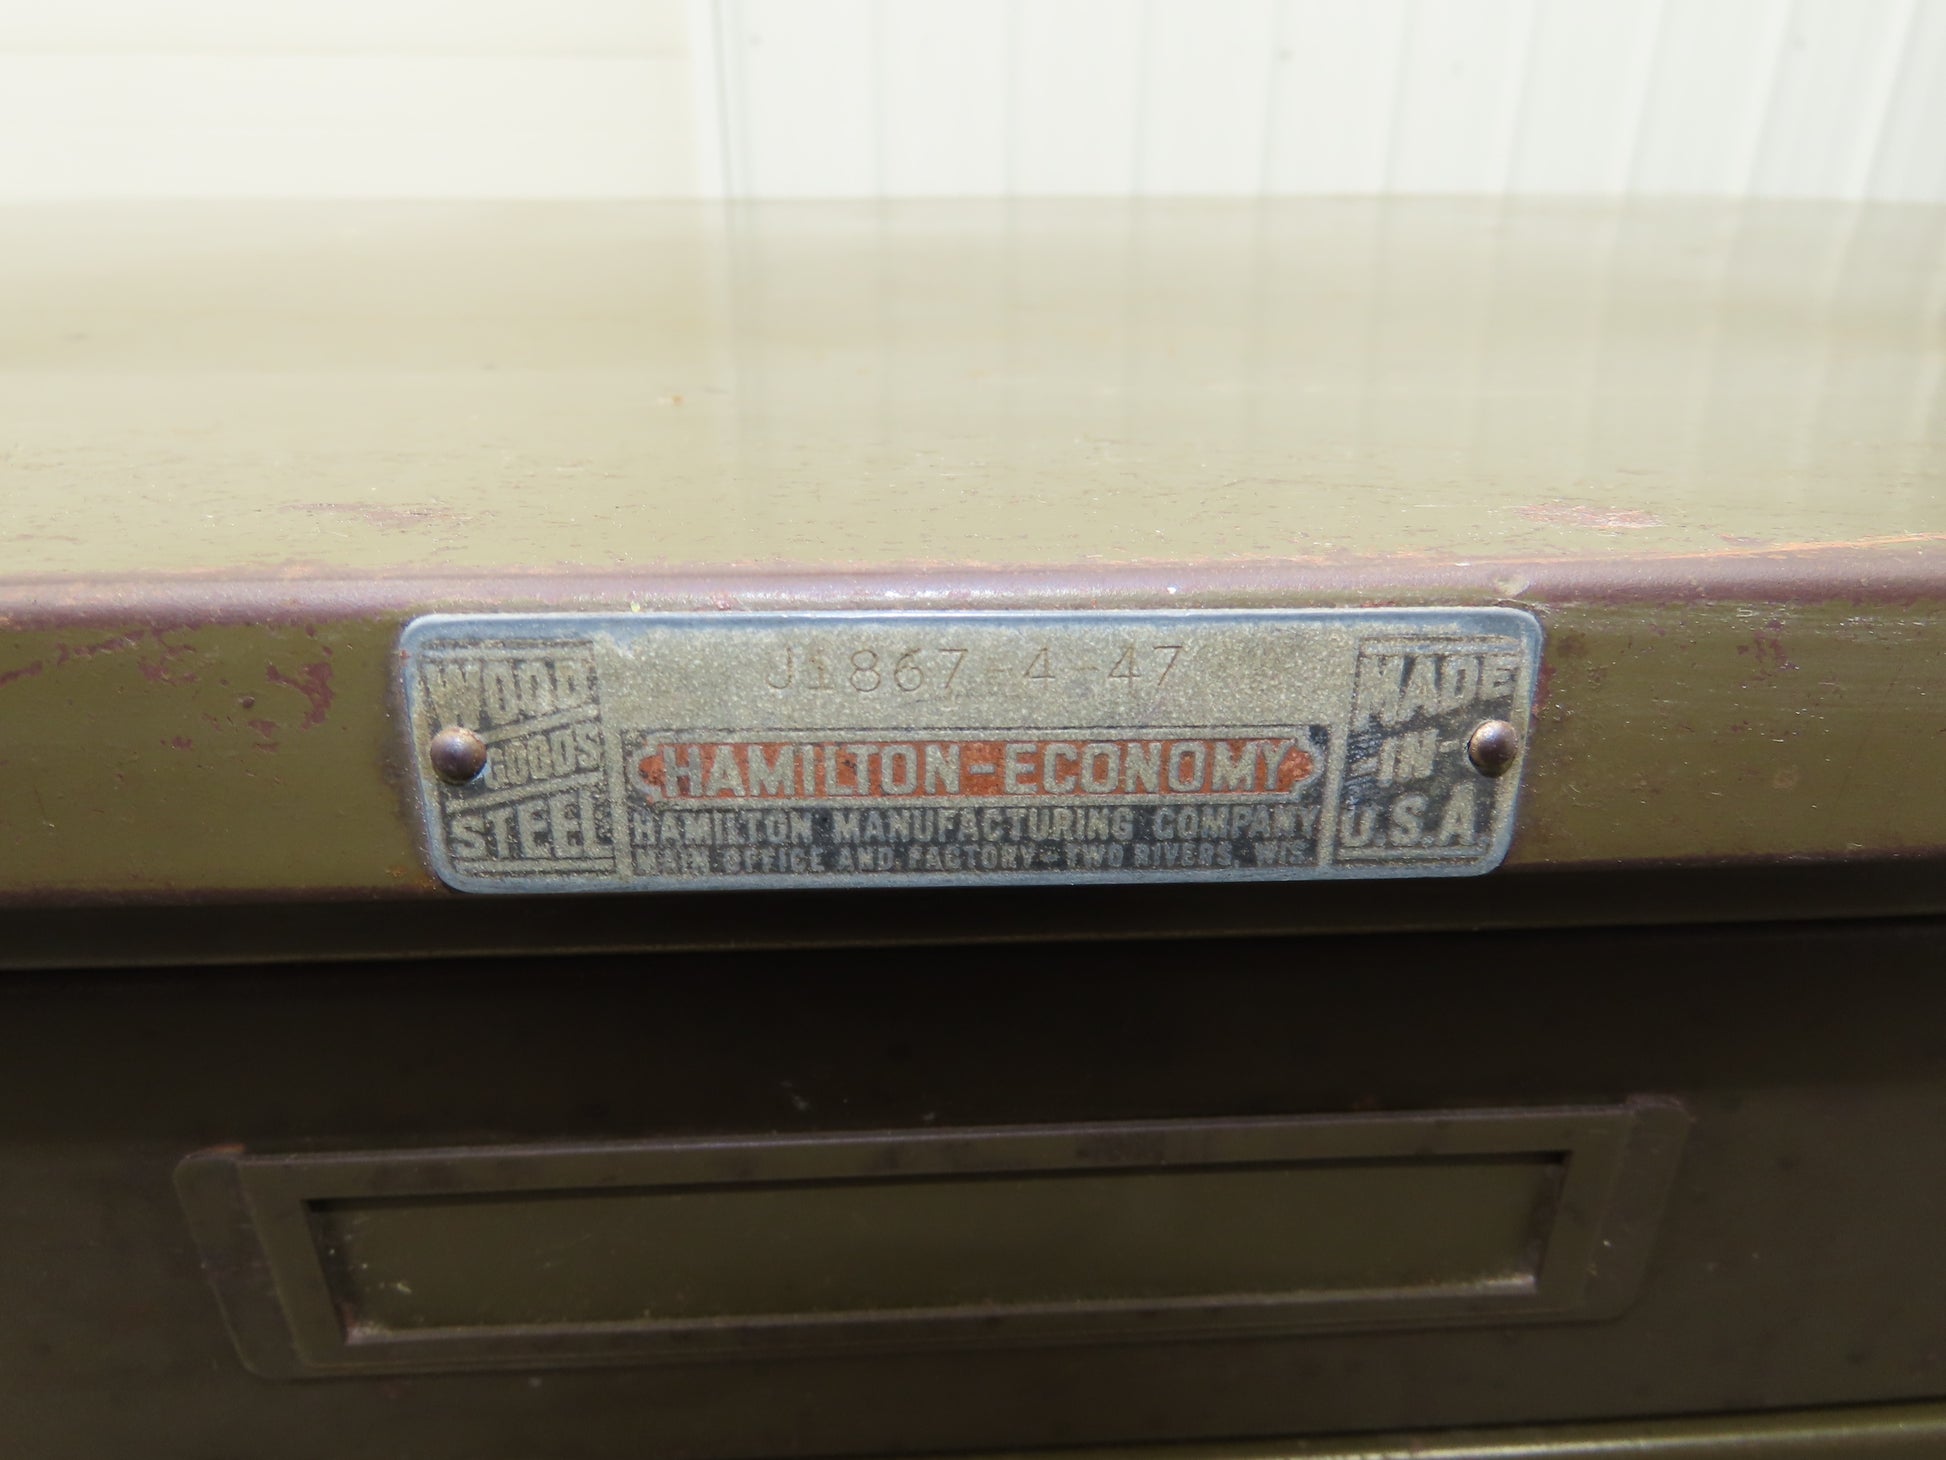 J1867-4-47
WOOD
GOODS
STEEL
HAMILTON-ECONOMY
HAMILTON MANUFACTURING COMPANY
MAIN OFFICE AND FACTORY-TWO RIVERS, WIS.
MADE
-IN-
U.S.A.